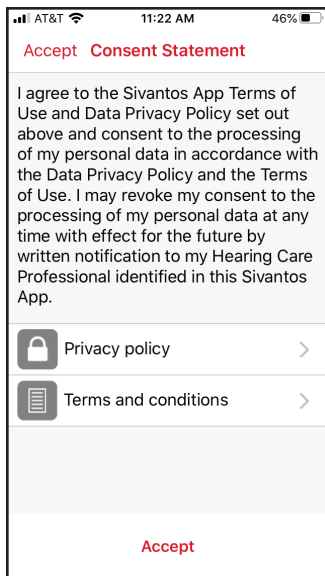 AT&T 11:22 AM 46%
Accept Consent Statement
I agree to the Sivantos App Terms of
Use and Data Privacy Policy set out
above and consent to the processing
of my personal data in accordance with
the Data Privacy Policy and the Terms
of Use. I may revoke my consent to the
processing of my personal data at any
time with effect for the future by
written notification to my Hearing Care
Professional identified in this Sivantos
App.
Privacy policy
Terms and conditions
Accept